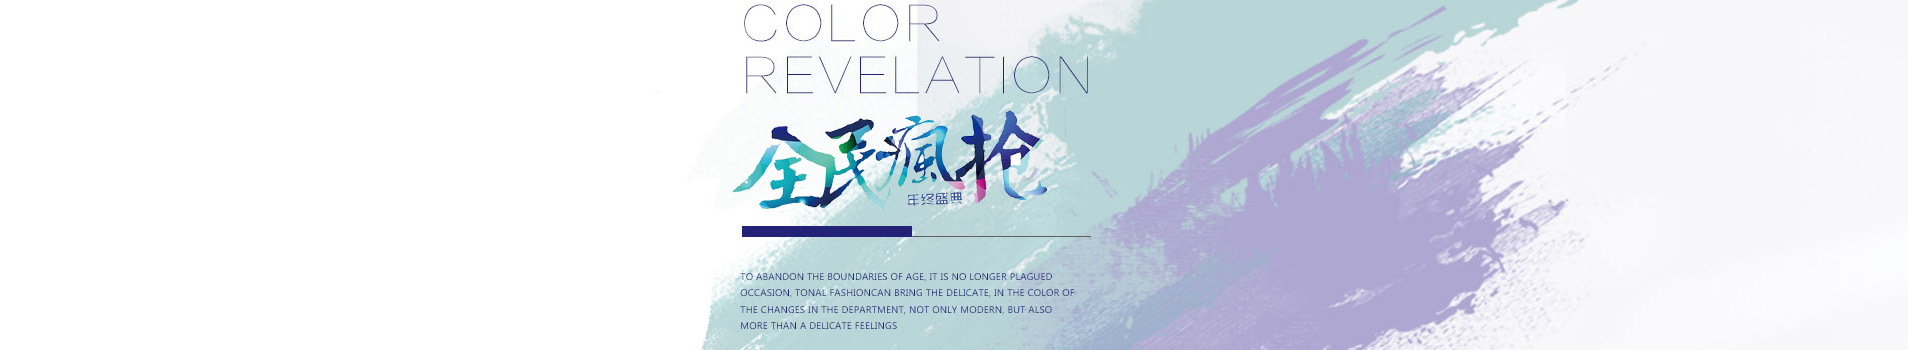 COLOR
REVELATION
全民瘋抢
年终盛典
TO ABANDON THE BOUNDARIES OF AGE, IT IS NO LONGER PLAGUED
OCCASION, TONAL FASHIONCAN BRING THE DELICATE, IN THE COLOR OF
THE CHANGES IN THE DEPARTMENT, NOT ONLY MODERN, BUT ALSO
MORE THAN A DELICATE FEELINGS